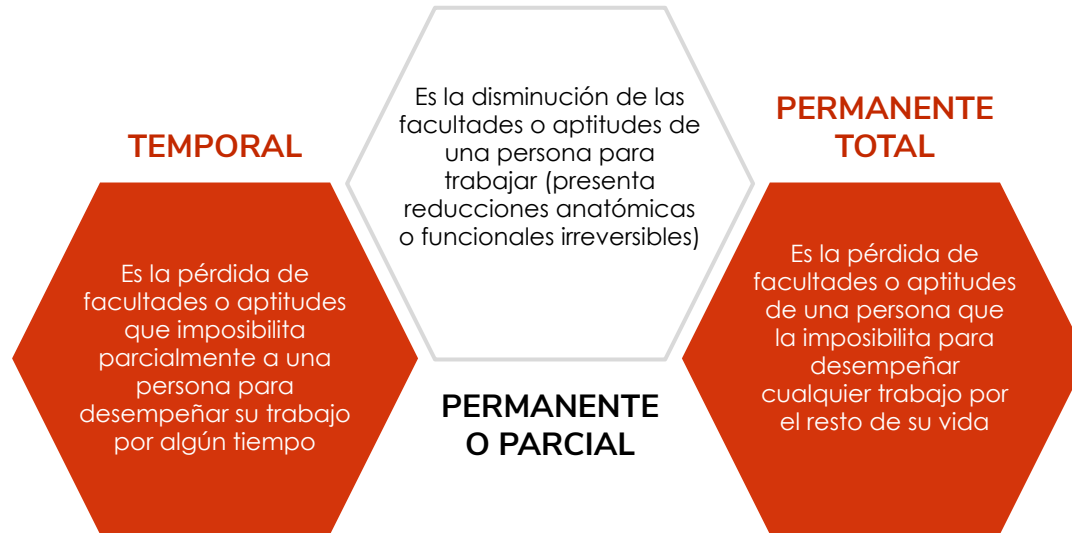 TEMPORAL
Es la pérdida de
facultades o aptitudes
que imposibilita
parcialmente a una
persona para
desempeñar su trabajo
por algún tiempo
Es la disminución de las
facultades o aptitudes de
una persona para
trabajar (presenta
reducciones anatómicas
o funcionales irreversibles)
PERMANENTE
O PARCIAL
PERMANENTE
TOTAL
Es la pérdida de
facultades o aptitudes
de una persona que
la imposibilita para
desempeñar
cualquier trabajo por
el resto de su vida